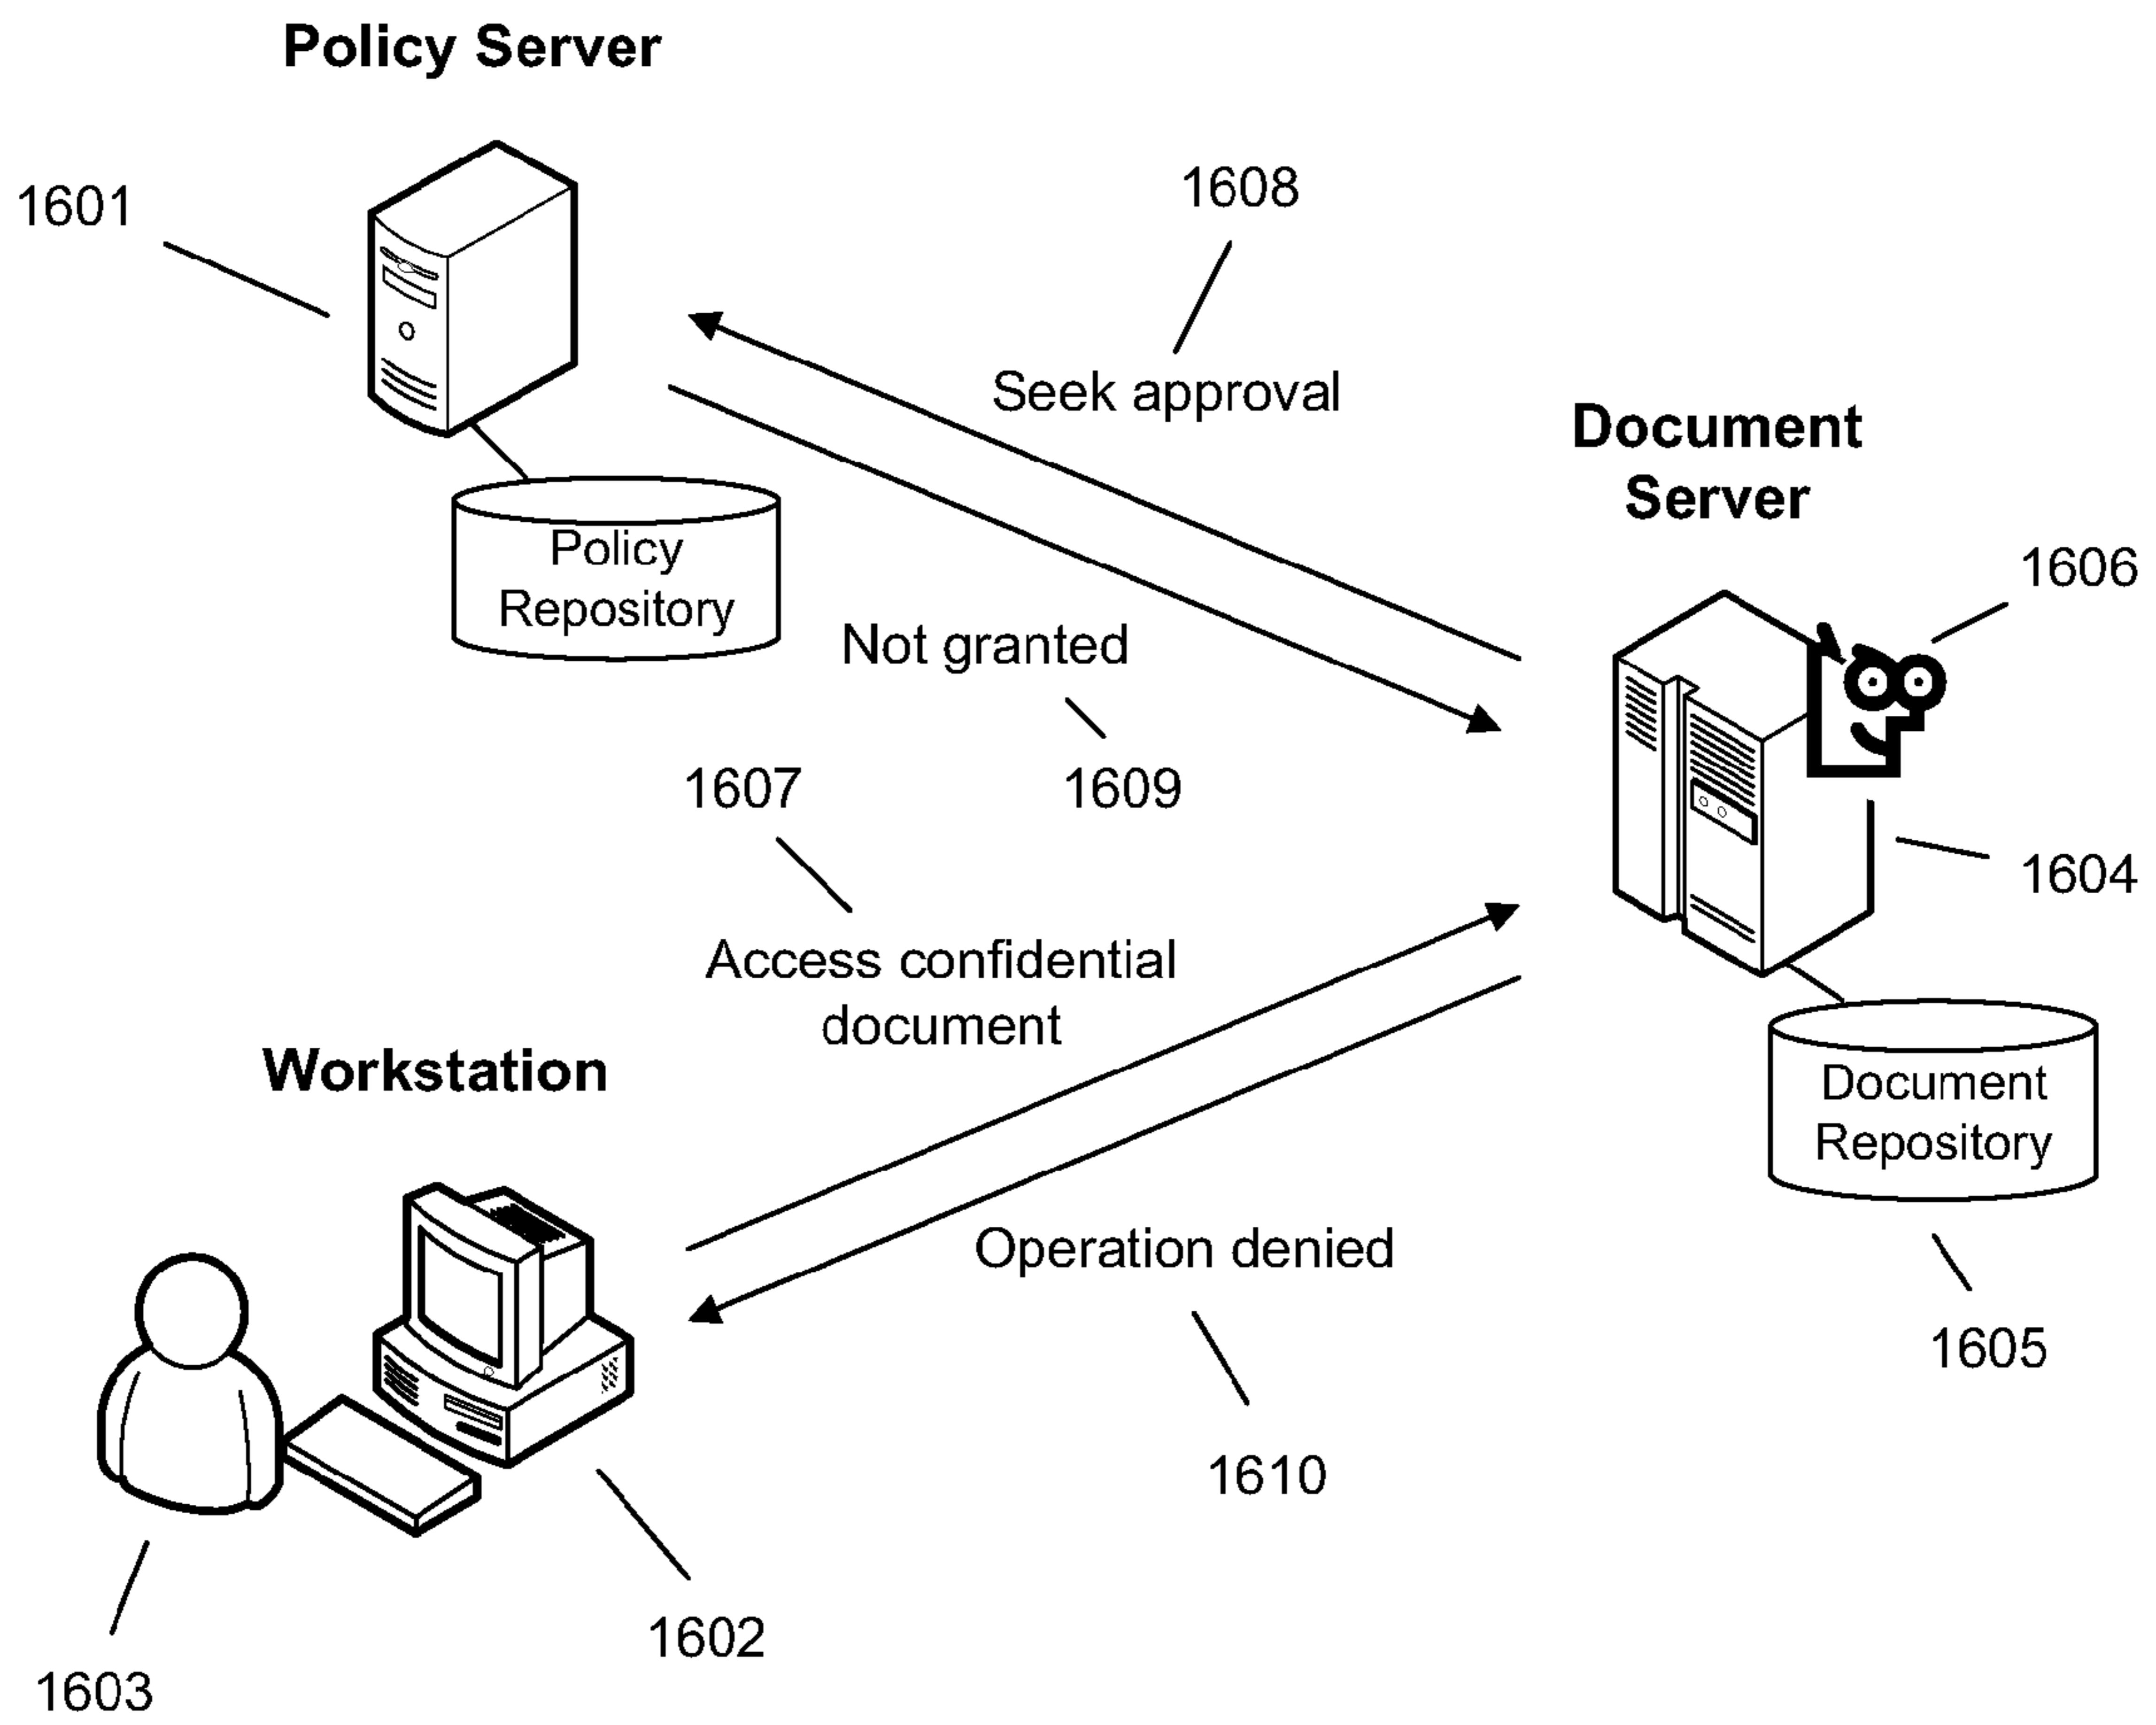 Policy Server
1601
1608
Seek approval
Document
Server
Policy
Repository
1606
Not granted
1607
1609
1604
Access confidential
document
Workstation
Document
Repository
Operation denied
1605
1610
1602
1603